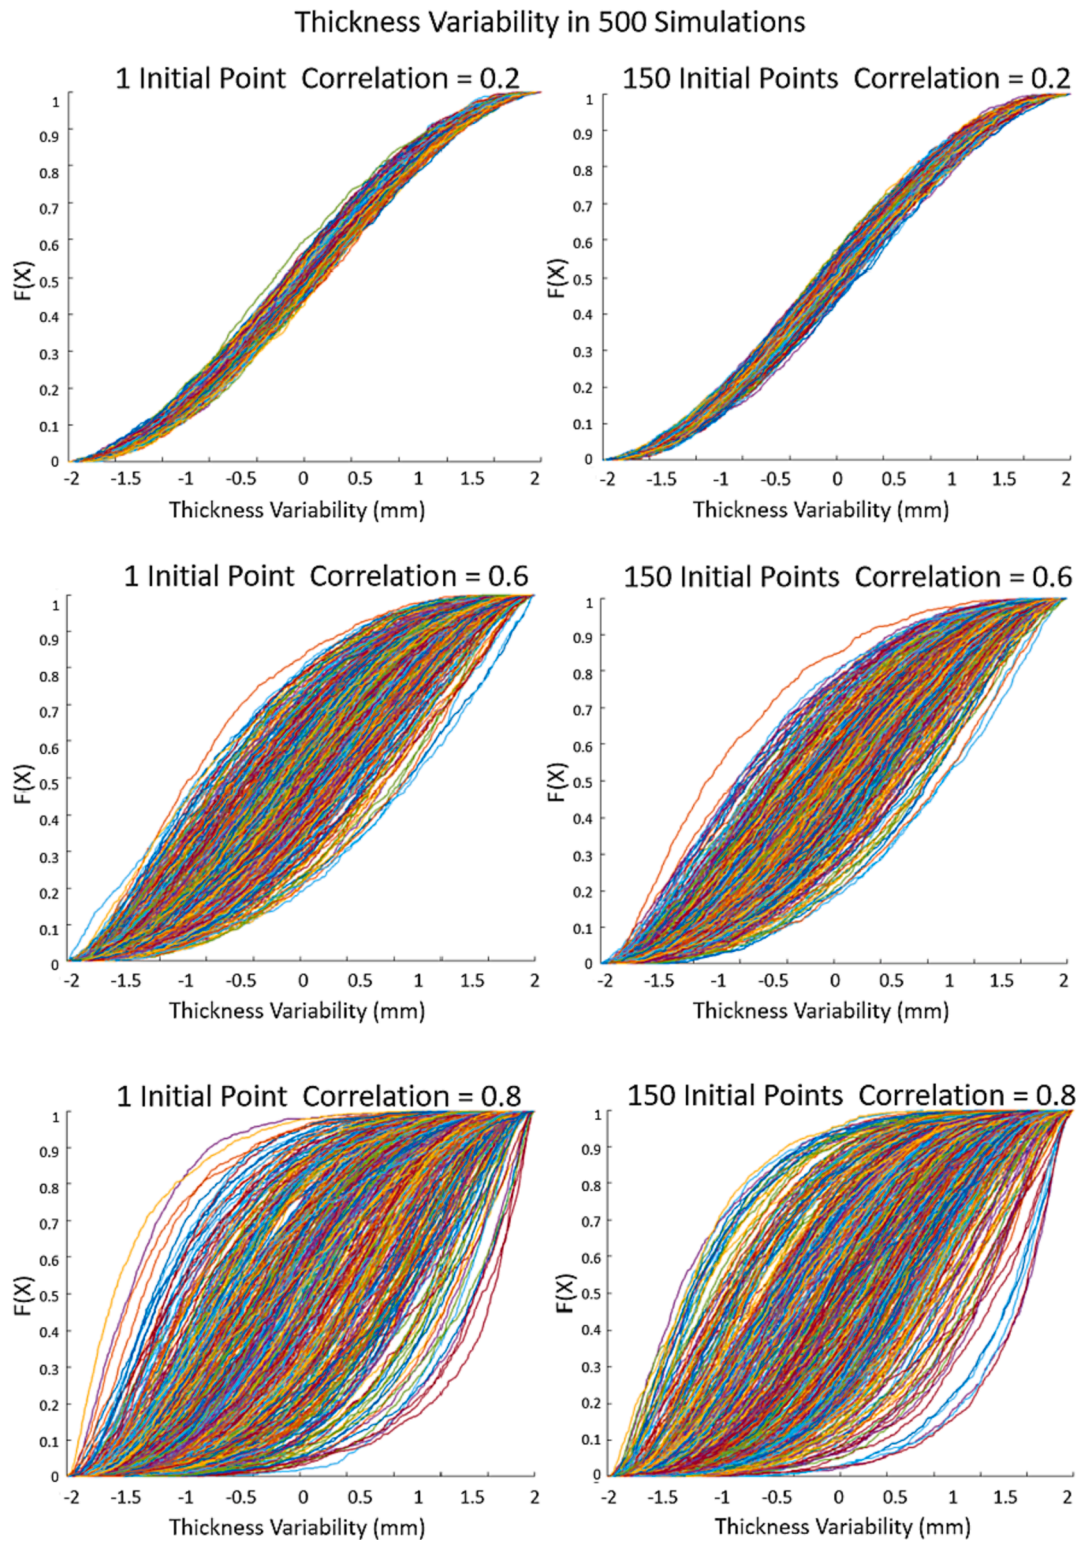 Thickness Variability in 500 Simulations
1 Initial Point Correlation = 0.2
1
0.9
0.8
0.7
0.6
0.5
0.4
0.3
0.2
0.1
0
F(X)
-2 -1.5 -1 -0.5 0 0.5 1 1.5 2
Thickness Variability (mm)
150 Initial Points Correlation = 0.2
1
0.9
0.8
0.7
0.6
0.5
0.4
0.3
0.2
0.1
0
F(X)
-2 -1.5 -1 -0.5 0 0.5 1 1.5 2
Thickness Variability (mm)
1 Initial Point Correlation = 0.6
1
0.9
0.8
0.7
0.6
0.5
0.4
0.3
0.2
0.1
0
F(X)
-2 -1.5 -1 -0.5 0 0.5 1 1.5 2
Thickness Variability (mm)
150 Initial Points Correlation = 0.6
1
0.9
0.8
0.7
0.6
0.5
0.4
0.3
0.2
0.1
0
F(X)
-2 -1.5 -1 -0.5 0 0.5 1 1.5 2
Thickness Variability (mm)
1 Initial Point Correlation = 0.8
1
0.9
0.8
0.7
0.6
0.5
0.4
0.3
0.2
0.1
0
F(X)
-2 -1.5 -1 -0.5 0 0.5 1 1.5 2
Thickness Variability (mm)
150 Initial Points Correlation = 0.8
1
0.9
0.8
0.7
0.6
0.5
0.4
0.3
0.2
0.1
0
F(X)
-2 -1.5 -1 -0.5 0 0.5 1 1.5 2
Thickness Variability (mm)